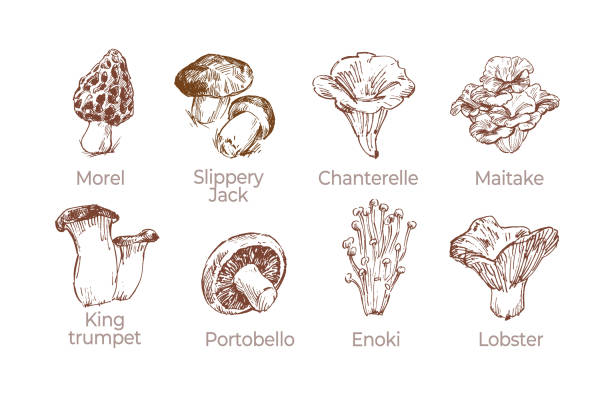 Morel
Slippery
Jack
Chanterelle
Maitake
King
trumpet
Portobello
Enoki
Lobster